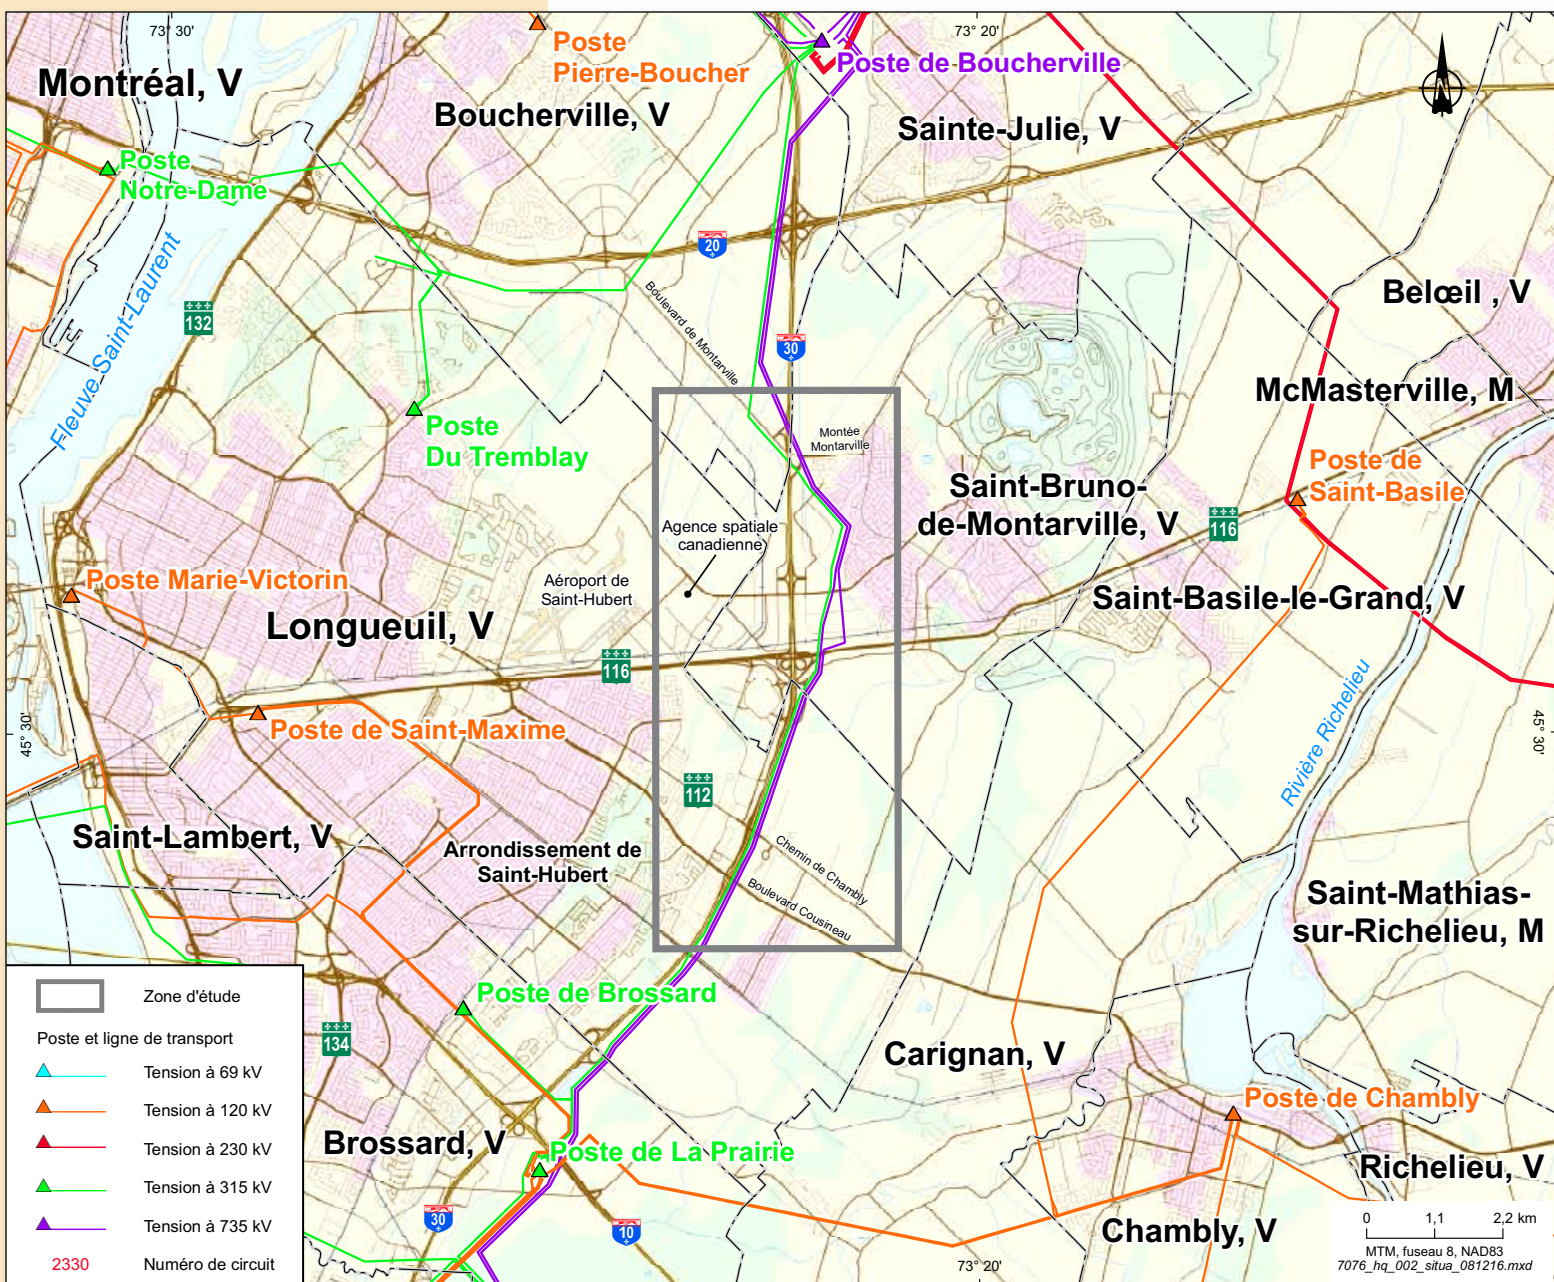 73° 30'
73° 20'
Poste
Pierre-Boucher
Poste de Boucherville
Montréal, V
Boucherville, V
Sainte-Julie, V
Poste
Notre-Dame
20
Fleuve Saint-Laurent
132
Boulevard de Montarville
30
Belœil , V
McMasterville, M
Poste
Du Tremblay
Montée
Montarville
Poste de
Saint-Basile
Saint-Bruno-
de-Montarville, V
116
Agence spatiale
canadienne
Aéroport de
Saint-Hubert
Poste Marie-Victorin
Longueuil, V
Saint-Basile-le-Grand, V
116
Rivière Richelieu
45° 30'
45° 30'
Poste de Saint-Maxime
112
Saint-Lambert, V
Arrondissement de
Saint-Hubert
Chemin de Chambly
Boulevard Cousineau
Saint-Mathias-
sur-Richelieu, M
Poste de Brossard
134
Carignan, V
Poste de Chambly
Brossard, V
Poste de La Prairie
Richelieu, V
30
10
Chambly, V
73° 20'
Zone d'étude
Poste et ligne de transport
Tension à 69 kV
Tension à 120 kV
Tension à 230 kV
Tension à 315 kV
Tension à 735 kV
2330 Numéro de circuit
0 1,1 2,2 km
MTM, fuseau 8, NAD83
7076_hq_002_situa_081216.mxd